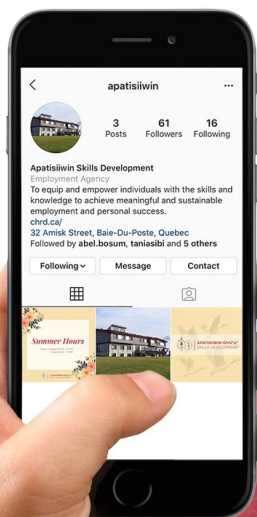 apatisiiwin
3 61 16
Posts Followers Following
Apatisiiwin Skills Development
Employment Agency
To equip and empower individuals with the skills and
knowledge to achieve meaningful and sustainable
employment and personal success.
chrd.ca/
32 Amisk Street, Baie-Du-Poste, Quebec
Followed by abel.bosum, taniasibi and 5 others
Following Message Contact
Summer Hours
SKILLS DEVELOPMENT